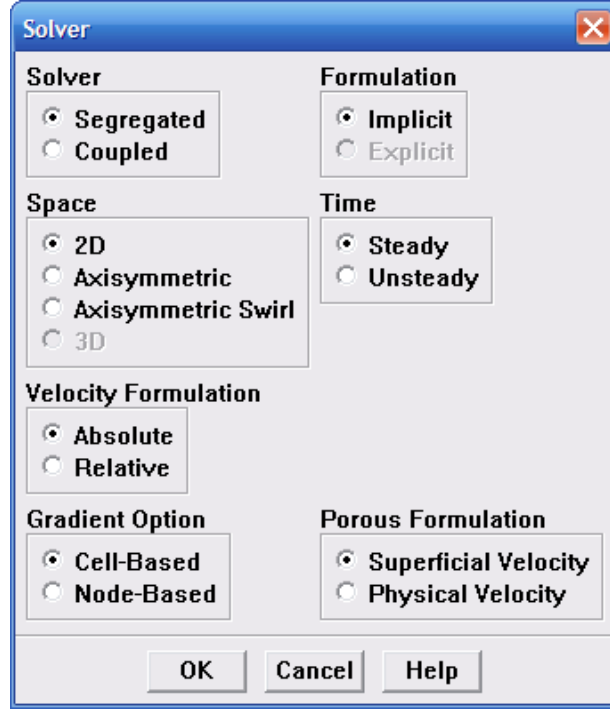 Solver
Solver
Segregated
Coupled
Formulation
Implicit
Explicit
Space
2D
Axisymmetric
Axisymmetric Swirl
3D
Time
Steady
Unsteady
Velocity Formulation
Absolute
Relative
Gradient Option
Cell-Based
Node-Based
Porous Formulation
Superficial Velocity
Physical Velocity
OK
Cancel
Help